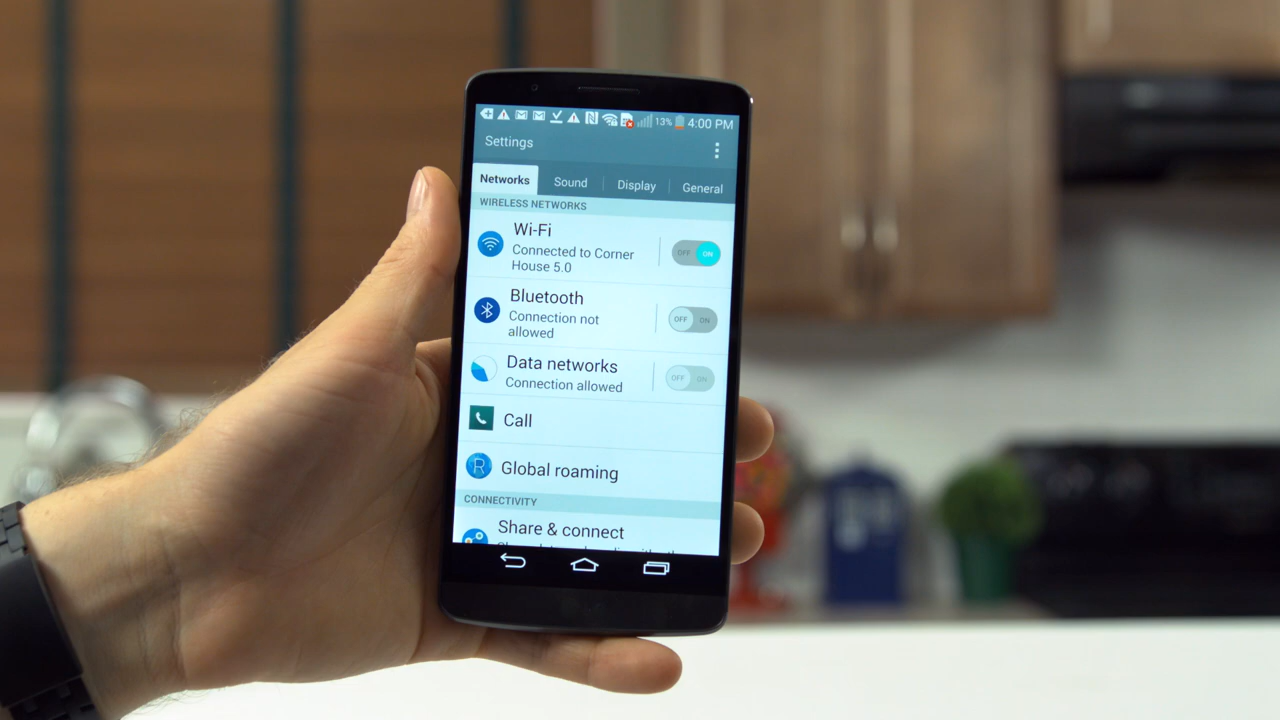 13% 4:00 PM
Settings
Networks Sound Display General
WIRELESS NETWORKS
Wi-Fi
Connected to Corner
House 5.0
OFF ON
Bluetooth
Connection not
allowed
OFF ON
Data networks
Connection allowed
OFF ON
Call
R
Global roaming
CONNECTIVITY
Share & connect